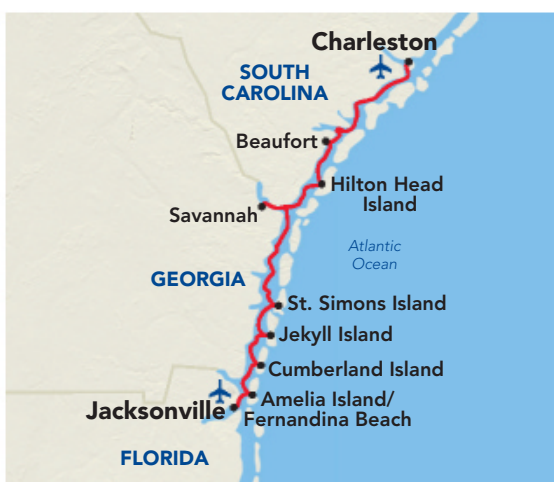 Charleston
SOUTH
CAROLINA
Beaufort
Hilton Head
Island
Savannah
Atlantic
Ocean
GEORGIA
St. Simons Island
Jekyll Island
Cumberland Island
Amelia Island/
Fernandina Beach
Jacksonville
FLORIDA